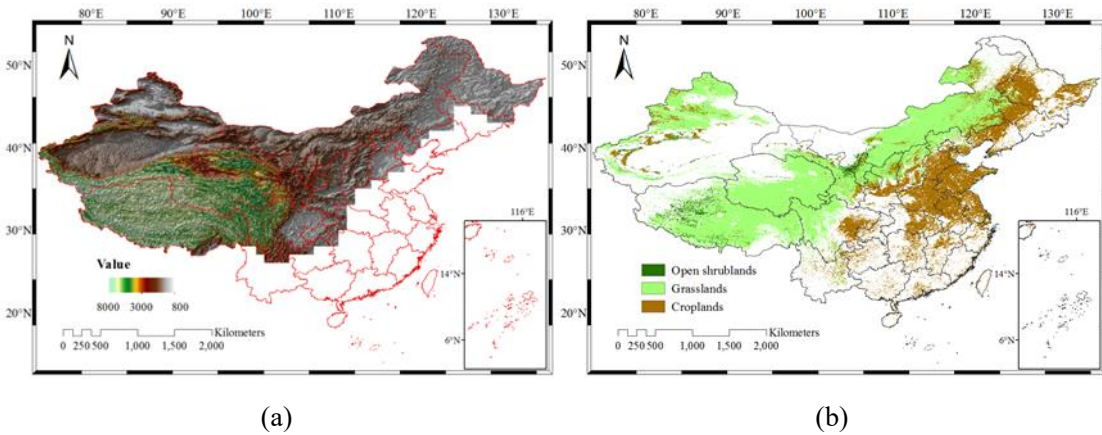 80°E 90°E 100°E 110°E 120°E 130°E
N
50°N
40°N
30°N
20°N
Value
8000 3000 800
Kilometers
0 250 500 1,000 1,500 2,000
116°E
14°N
6°N
(a)
80°E 90°E 100°E 110°E 120°E 130°E
N
50°N
40°N
30°N
20°N
Open shrublands
Grasslands
Croplands
Kilometers
0 250 500 1,000 1,500 2,000
116°E
14°N
6°N
(b)